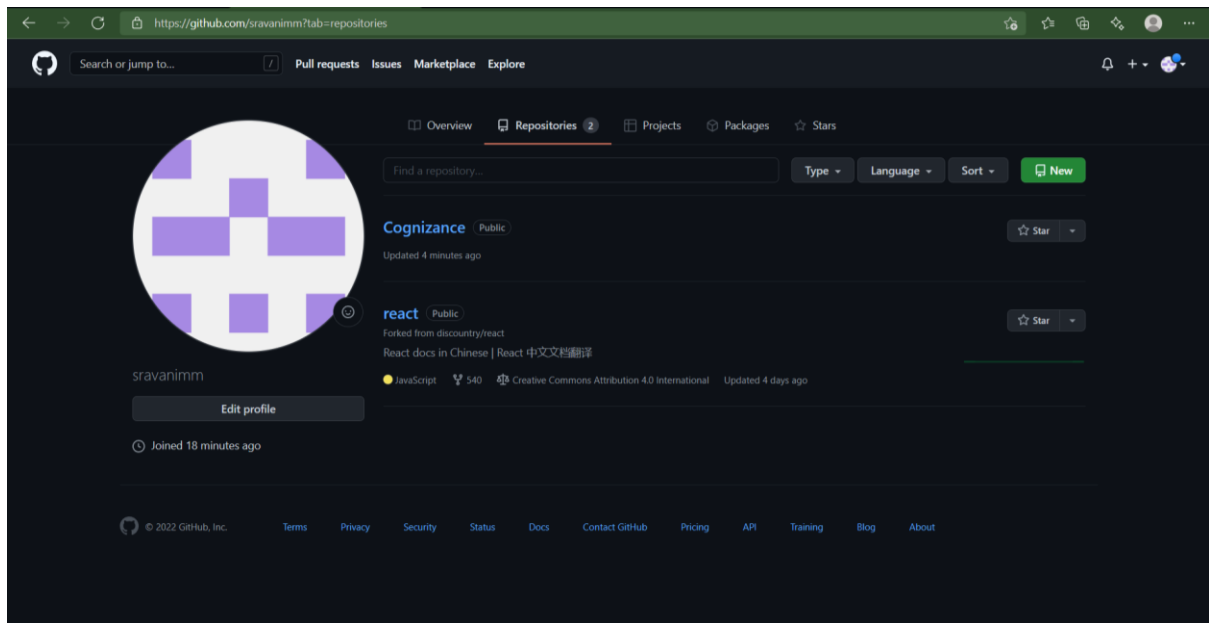 https://github.com/sravanimm?tab=repositories
Search or jump to... / Pull requests Issues Marketplace Explore
Overview Repositories 2 Projects Packages Stars
Find a repository... Type Language Sort New
Cognizance Public Star
Updated 4 minutes ago
react Public Star
Forked from discountry/react
React docs in Chinese | React 中文文档翻译
JavaScript 540 Creative Commons Attribution 4.0 International Updated 4 days ago
sravanimm
Edit profile
Joined 18 minutes ago
© 2022 GitHub, Inc. Terms Privacy Security Status Docs Contact GitHub Pricing API Training Blog About